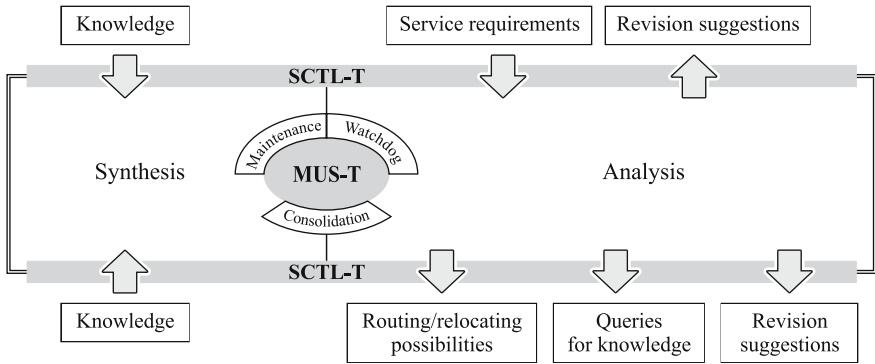 Knowledge
Service requirements
Revision suggestions
SCTL-T
Maintenance
Watchdog
Synthesis
MUS-T
Analysis
Consolidation
SCTL-T
Knowledge
Routing/relocating
possibilities
Queries
for knowledge
Revision
suggestions